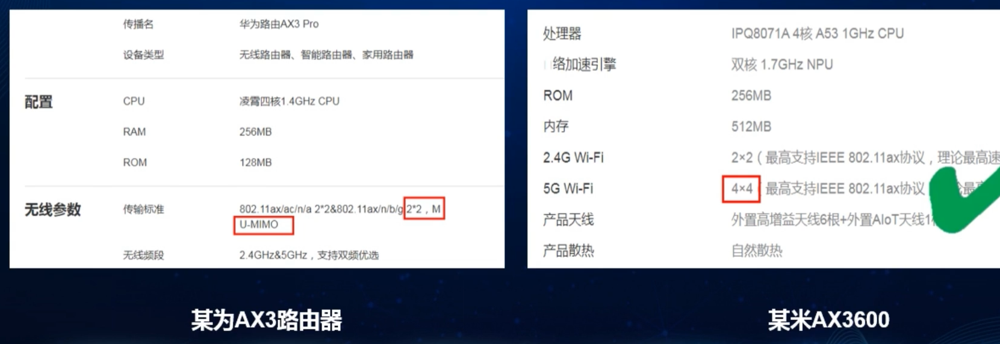 传播名 华为路由AX3 Pro
设备类型 无线路由器、智能路由器、家用路由器
配置 CPU 凌霄四核1.4GHz CPU
RAM 256MB
ROM 128MB
无线参数 传输标准 802.11ax/ac/n/a 2*2&802.11ax/n/b/g 2*2，M
U-MIMO
无线频段 2.4GHz&5GHz，支持双频优选
某为AX3路由器
处理器 IPQ8071A 4核 A53 1GHz CPU
络加速引擎 双核 1.7GHz NPU
ROM 256MB
内存 512MB
2.4G Wi-Fi 2×2（最高支持IEEE 802.11ax协议，理论最高速
5G Wi-Fi 4×4（最高支持IEEE 802.11ax协议
产品天线 外置高增益天线6根+外置AIoT天线1
产品散热 自然散热
某米AX3600